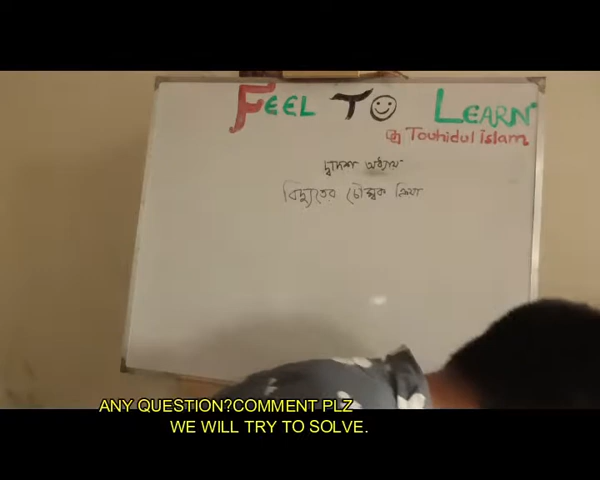 FEEL TO LEARN
Touhidul Islam
দ্বাদশ অধ্যায়
বিদ্যুতের চৌম্বক ক্রিয়া
ANY QUESTION?COMMENT PLZ
WE WILL TRY TO SOLVE.